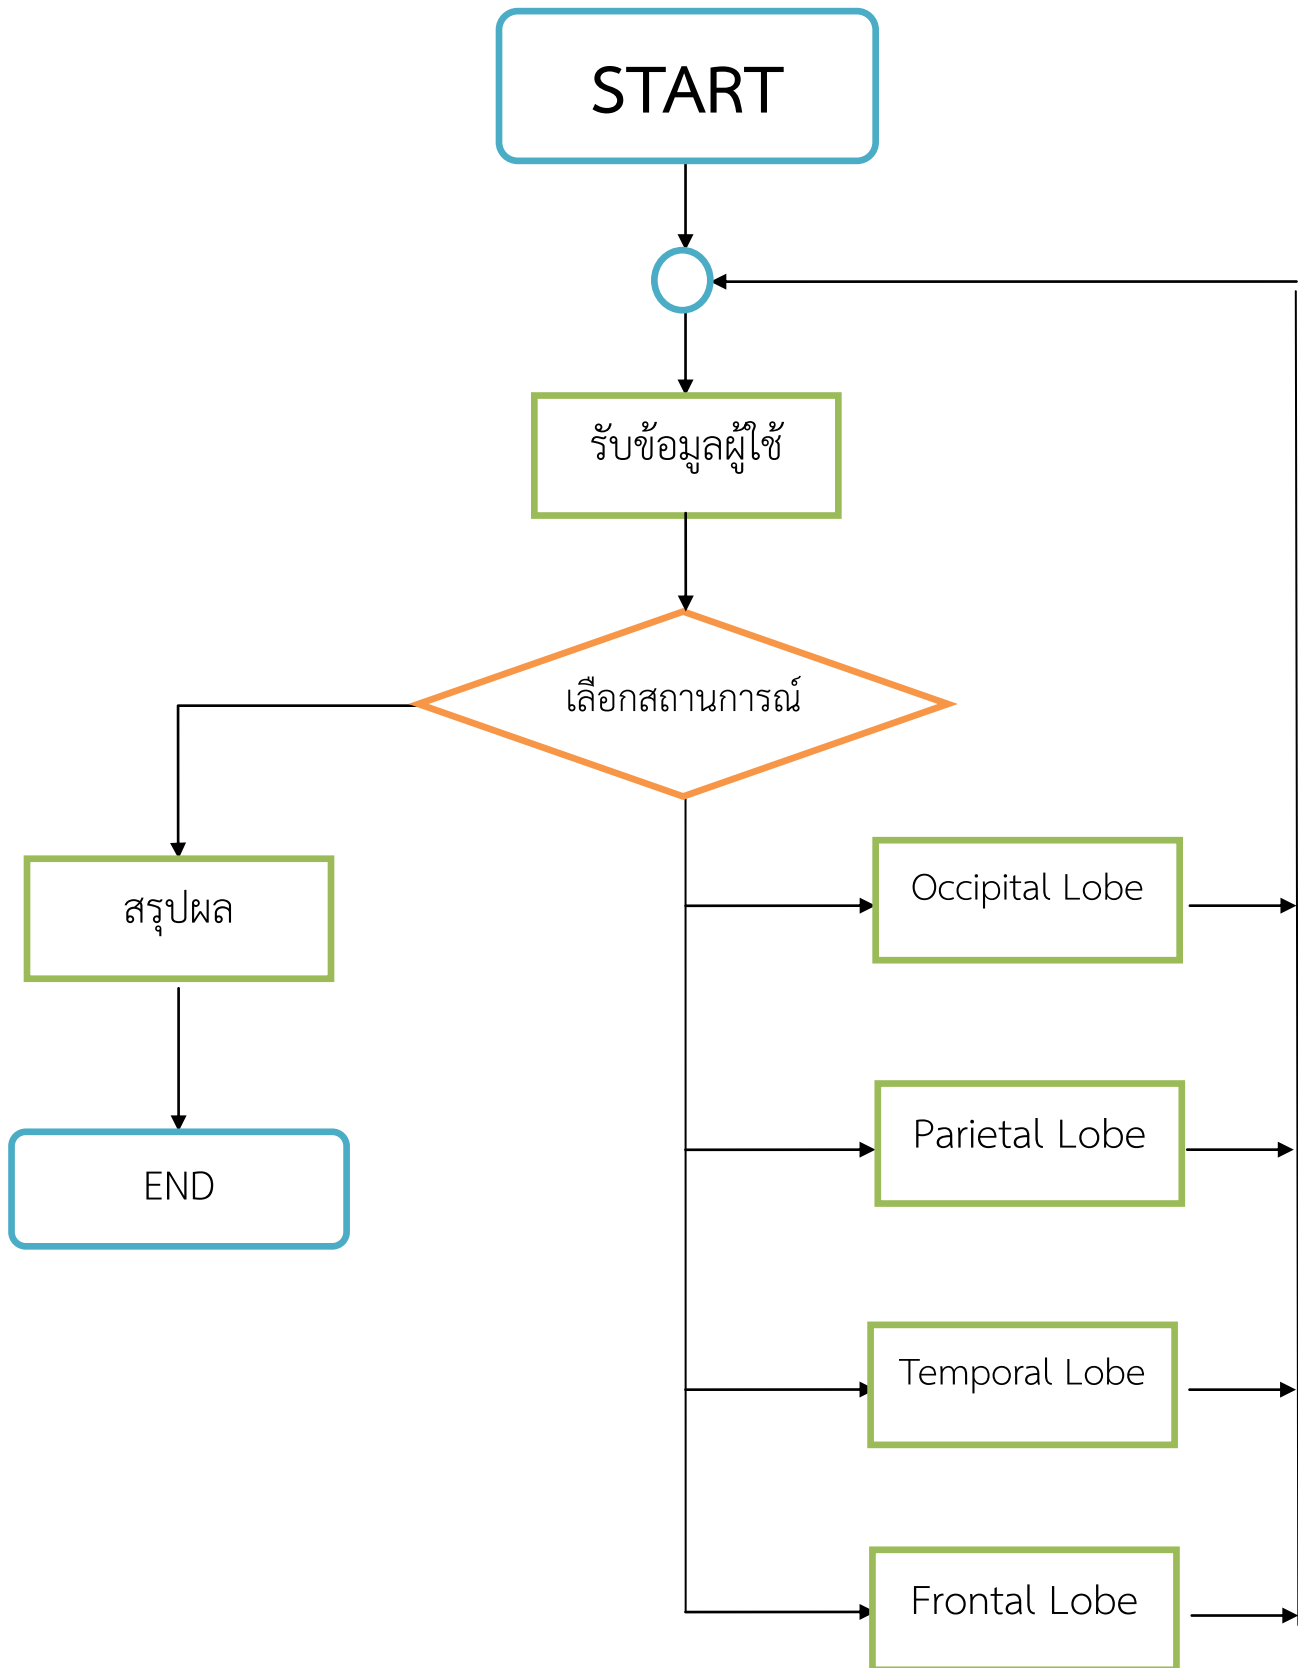 START
รับข้อมูลผู้ใช้
เลือกสถานการณ์
สรุปผล
Occipital Lobe
Parietal Lobe
END
Temporal Lobe
Frontal Lobe